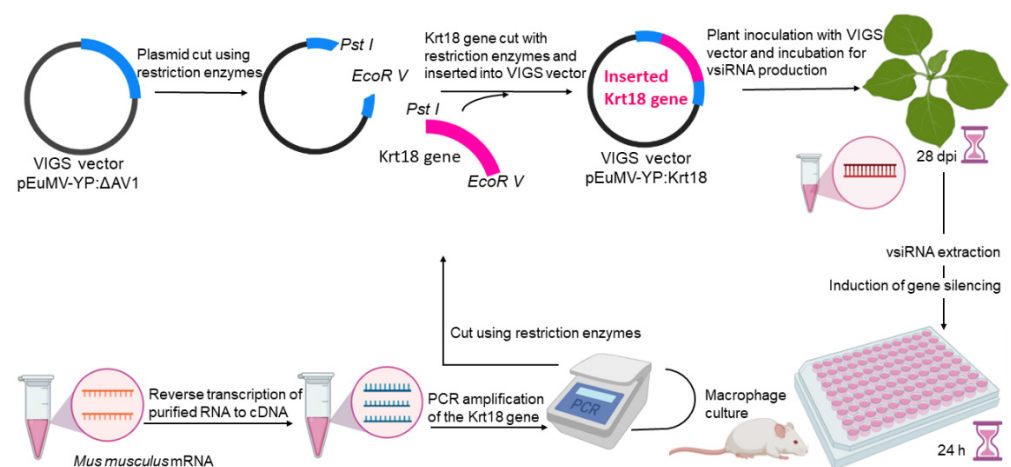 Plasmid cut using
restriction enzymes
Pst I
EcoR V
VIGS vector
pEuMV-YP:ΔAV1
Krt18 gene cut with
restriction enzymes and
inserted into VIGS vector
Pst I
Krt18 gene
EcoR V
Inserted
Krt18 gene
VIGS vector
pEuMV-YP:Krt18
Plant inoculation with VIGS
vector and incubation for
vsiRNA production
28 dpi
vsiRNA extraction
Induction of gene silencing
Cut using restriction enzymes
Reverse transcription of
purified RNA to cDNA
Mus musculus mRNA
PCR amplification
of the Krt18 gene
PCR
Macrophage
culture
24 h